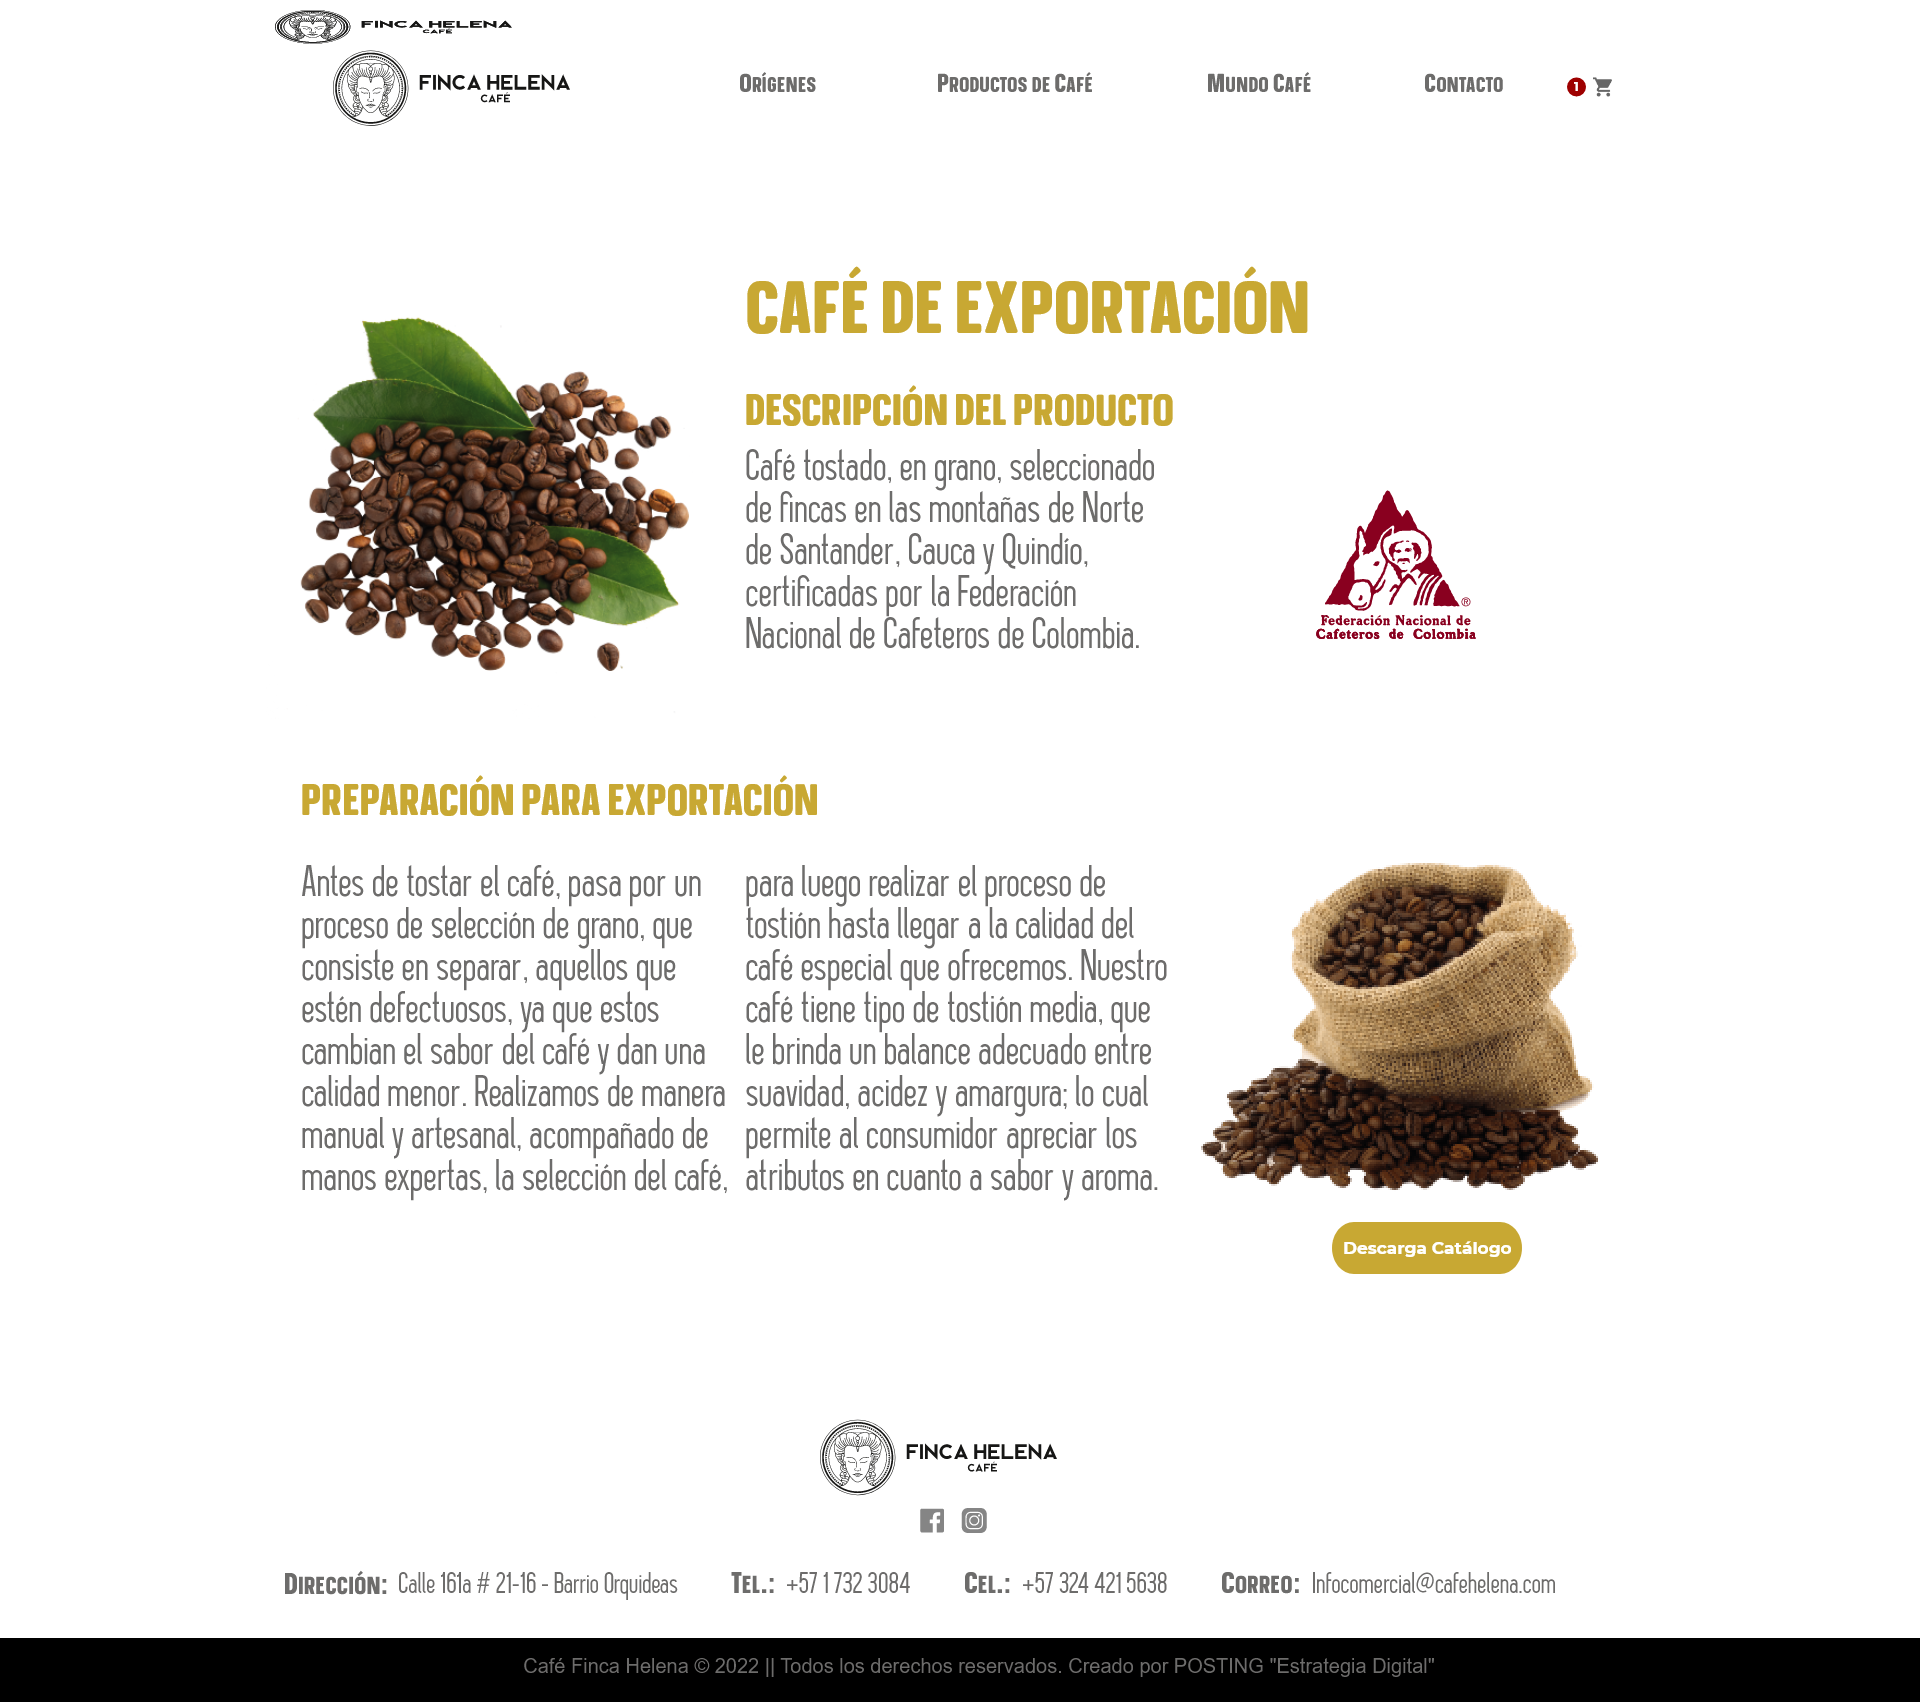 FINCA HELENA
CAFÉ
FINCA HELENA
CAFÉ
Orígenes
Productos de Café
Mundo Café
Contacto
1
CAFÉ DE EXPORTACIÓN
DESCRIPCIÓN DEL PRODUCTO
Café tostado, en grano, seleccionado
de fincas en las montañas de Norte
de Santander, Cauca y Quindío,
certificadas por la Federación
Nacional de Cafeteros de Colombia.
®
Federación Nacional de
Cafeteros de Colombia
PREPARACIÓN PARA EXPORTACIÓN
Antes de tostar el café, pasa por un
proceso de selección de grano, que
consiste en separar, aquellos que
estén defectuosos, ya que estos
cambian el sabor del café y dan una
calidad menor. Realizamos de manera
manual y artesanal, acompañado de
manos expertas, la selección del café,
para luego realizar el proceso de
tostión hasta llegar a la calidad del
café especial que ofrecemos. Nuestro
café tiene tipo de tostión media, que
le brinda un balance adecuado entre
suavidad, acidez y amargura; lo cual
permite al consumidor apreciar los
atributos en cuanto a sabor y aroma.
Descarga Catálogo
FINCA HELENA
CAFÉ
Dirección: Calle 161a # 21-16 - Barrio Orquideas
Tel.: +57 1 732 3084
Cel.: +57 324 421 5638
Correo: Infocomercial@cafehelena.com
Café Finca Helena © 2022 || Todos los derechos reservados. Creado por POSTING "Estrategia Digital"